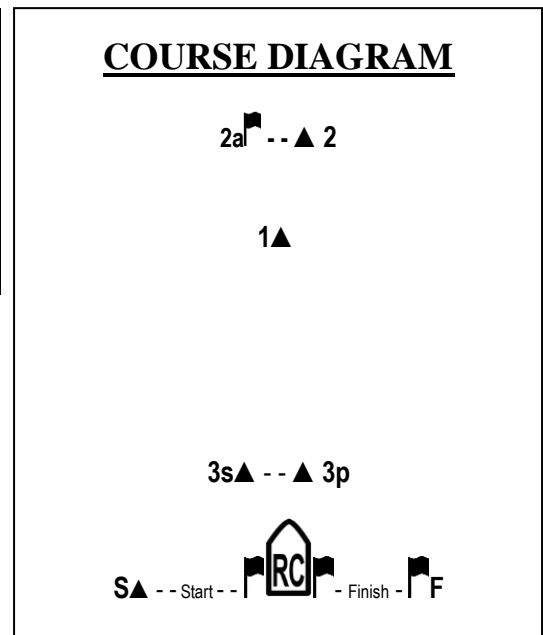 COURSE DIAGRAM
2a - - ▲ 2
1▲
3s▲ - - ▲ 3p
RC
S▲ - - Start - - - Finish - F